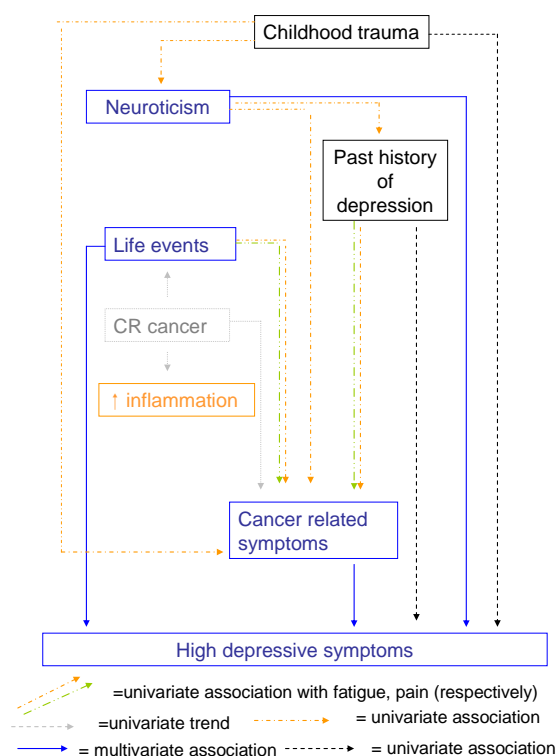 Childhood trauma
Neuroticism
Past history
of
depression
Life events
CR cancer
↑ inflammation
Cancer related
symptoms
High depressive symptoms
=univariate association with fatigue, pain (respectively)
=univariate trend
= univariate association
= multivariate association
= univariate association